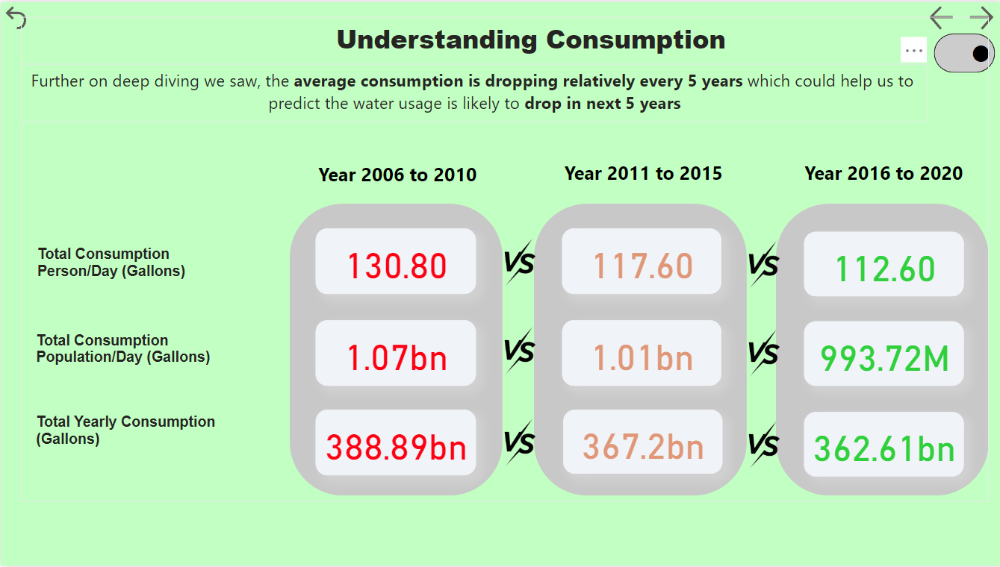 Understanding Consumption
Further on deep diving we saw, the average consumption is dropping relatively every 5 years which could help us to
predict the water usage is likely to drop in next 5 years
Year 2006 to 2010
Year 2011 to 2015
Year 2016 to 2020
Total Consumption
Person/Day (Gallons)
130.80
VS
117.60
VS
112.60
Total Consumption
Population/Day (Gallons)
1.07bn
VS
1.01bn
VS
993.72M
Total Yearly Consumption
(Gallons)
388.89bn
VS
367.2bn
VS
362.61bn